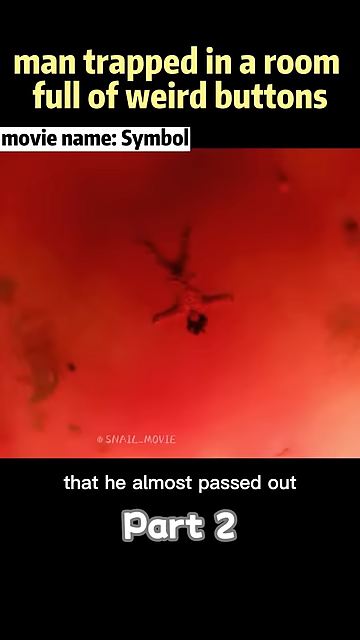 man trapped in a room
full of weird buttons
movie name: Symbol
@SNAIL_MOVIE
that he almost passed out
Part 2